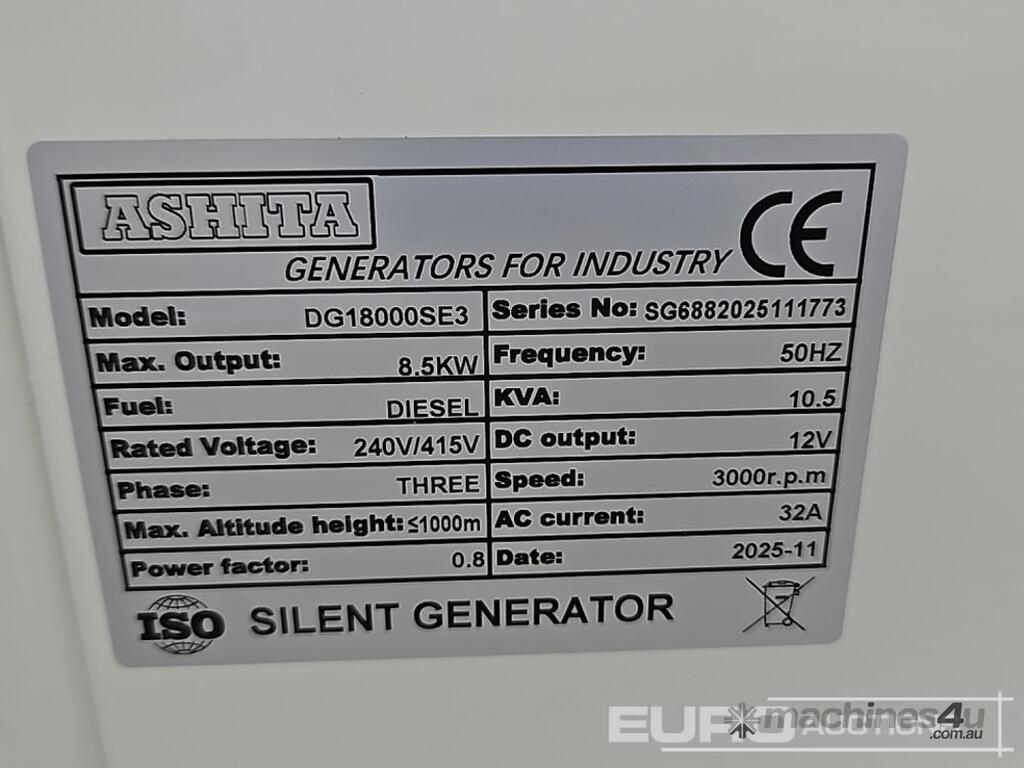 ASHITA
CE
GENERATORS FOR INDUSTRY
Model: DG18000SE3 Series No: SG6882025111773
Max. Output: 8.5KW Frequency: 50HZ
Fuel: DIESEL KVA: 10.5
Rated Voltage: 240V/415V DC output: 12V
Phase: THREE Speed: 3000r.p.m
Max. Altitude height: ≤1000m AC current: 32A
Power factor: 0.8 Date: 2025-11
ISO SILENT GENERATOR
EURO AUCTIONS
machines4u
.com.au